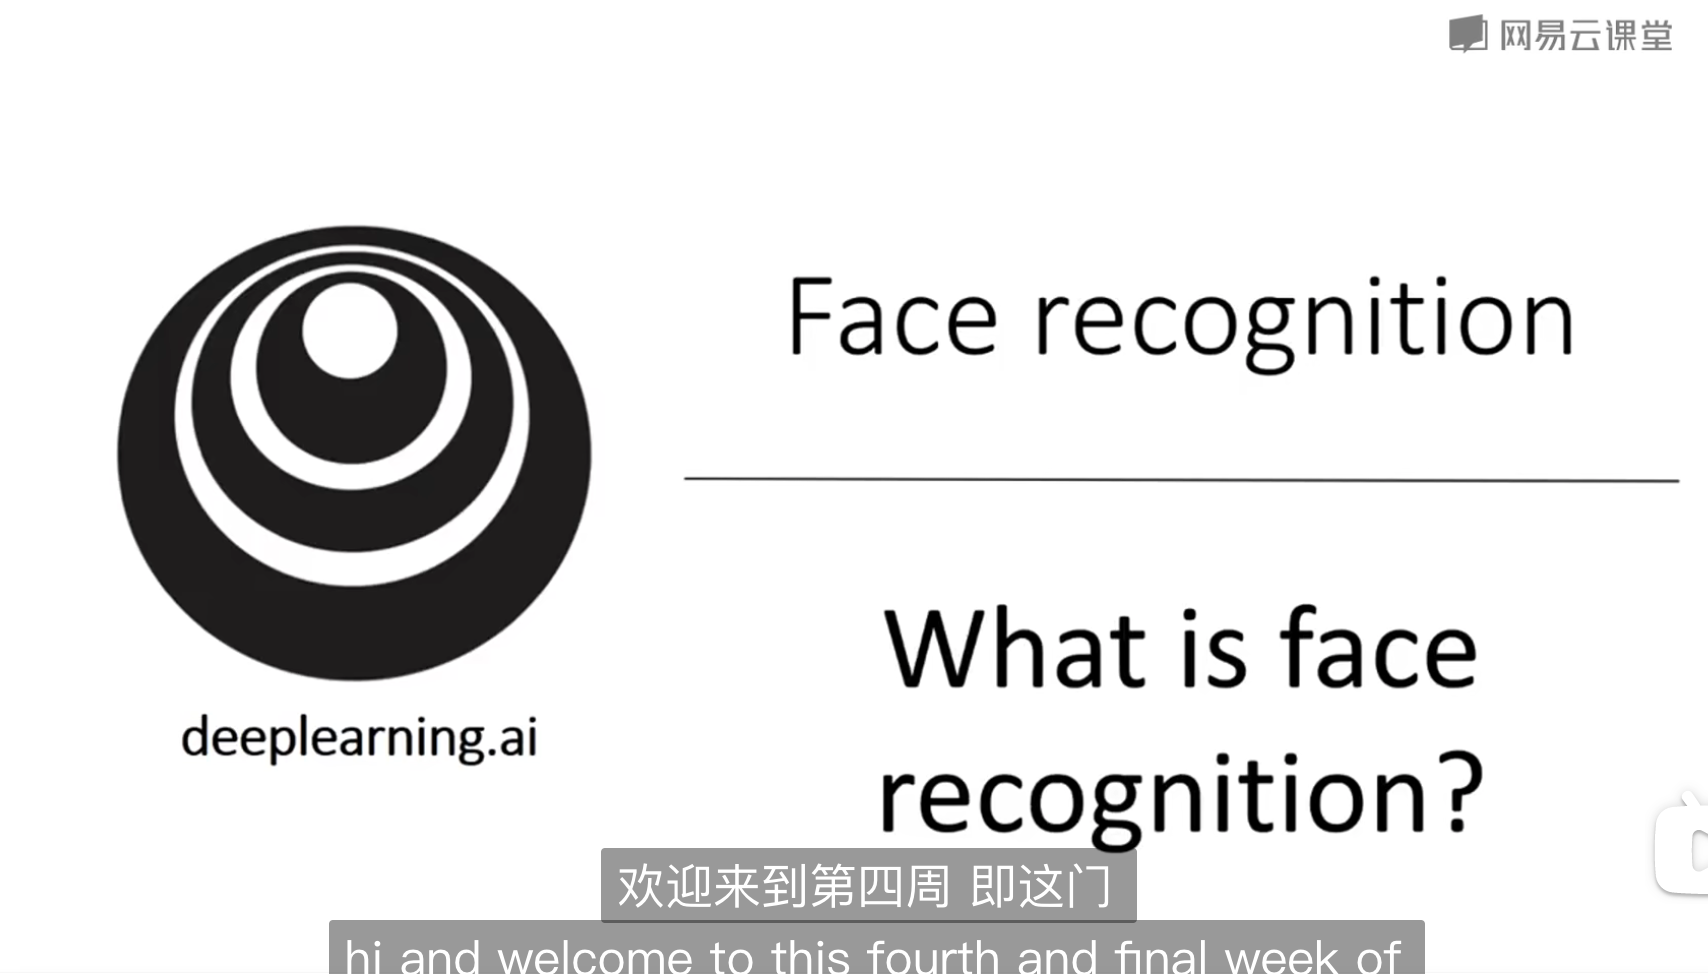 网易云课堂
Face recognition
deeplearning.ai
What is face
recognition?
欢迎来到第四周 即这门
hi and welcome to this fourth and final week of